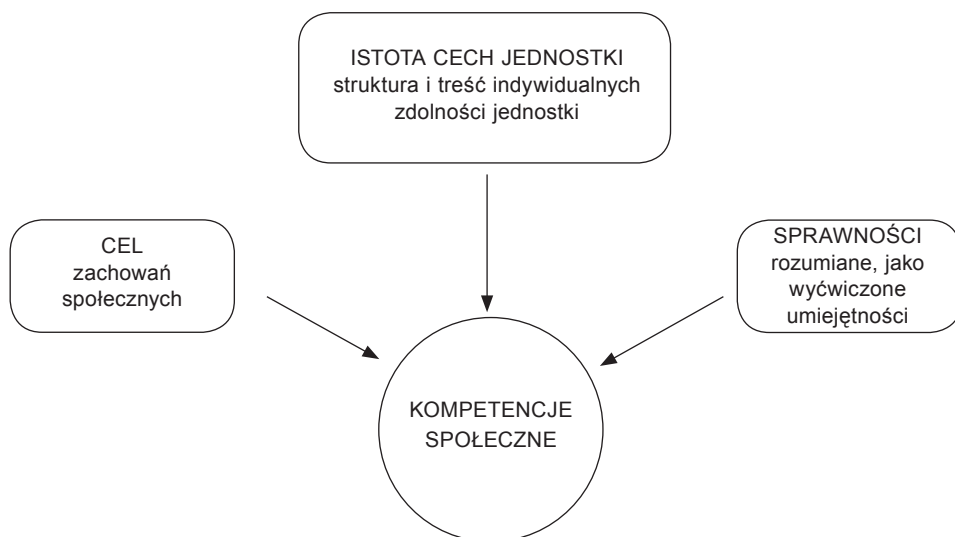 ISTOTA CECH JEDNOSTKI
struktura i treść indywidualnych
zdolności jednostki
CEL
zachowań
społecznych
SPRAWNOŚCI
rozumiane, jako
wyćwiczone
umiejętności
KOMPETENCJE
SPOŁECZNE